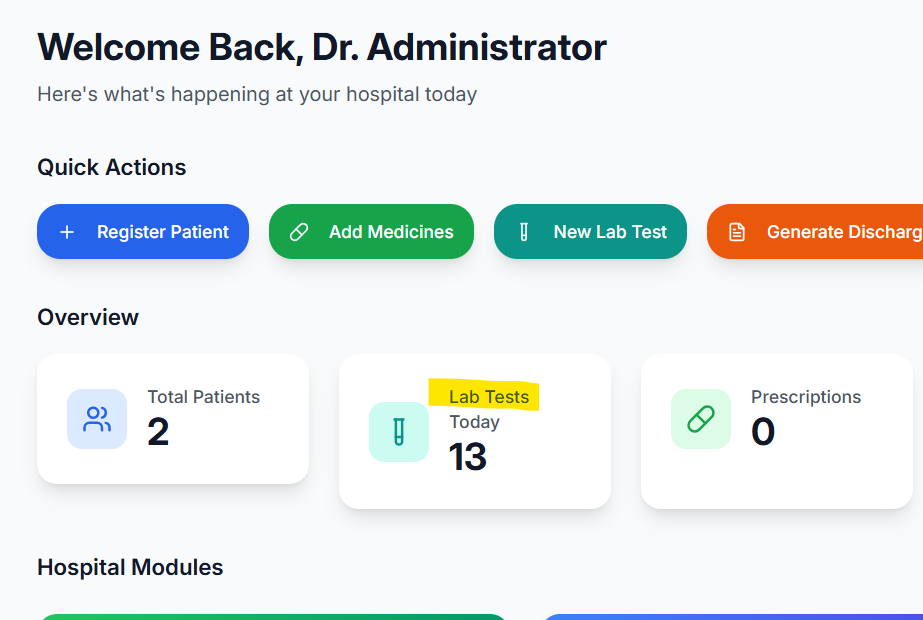 Welcome Back, Dr. Administrator
Here's what's happening at your hospital today
Quick Actions
Register Patient
Add Medicines
New Lab Test
Generate Discharg
Overview
Total Patients
2
Lab Tests
Today
13
Prescriptions
0
Hospital Modules